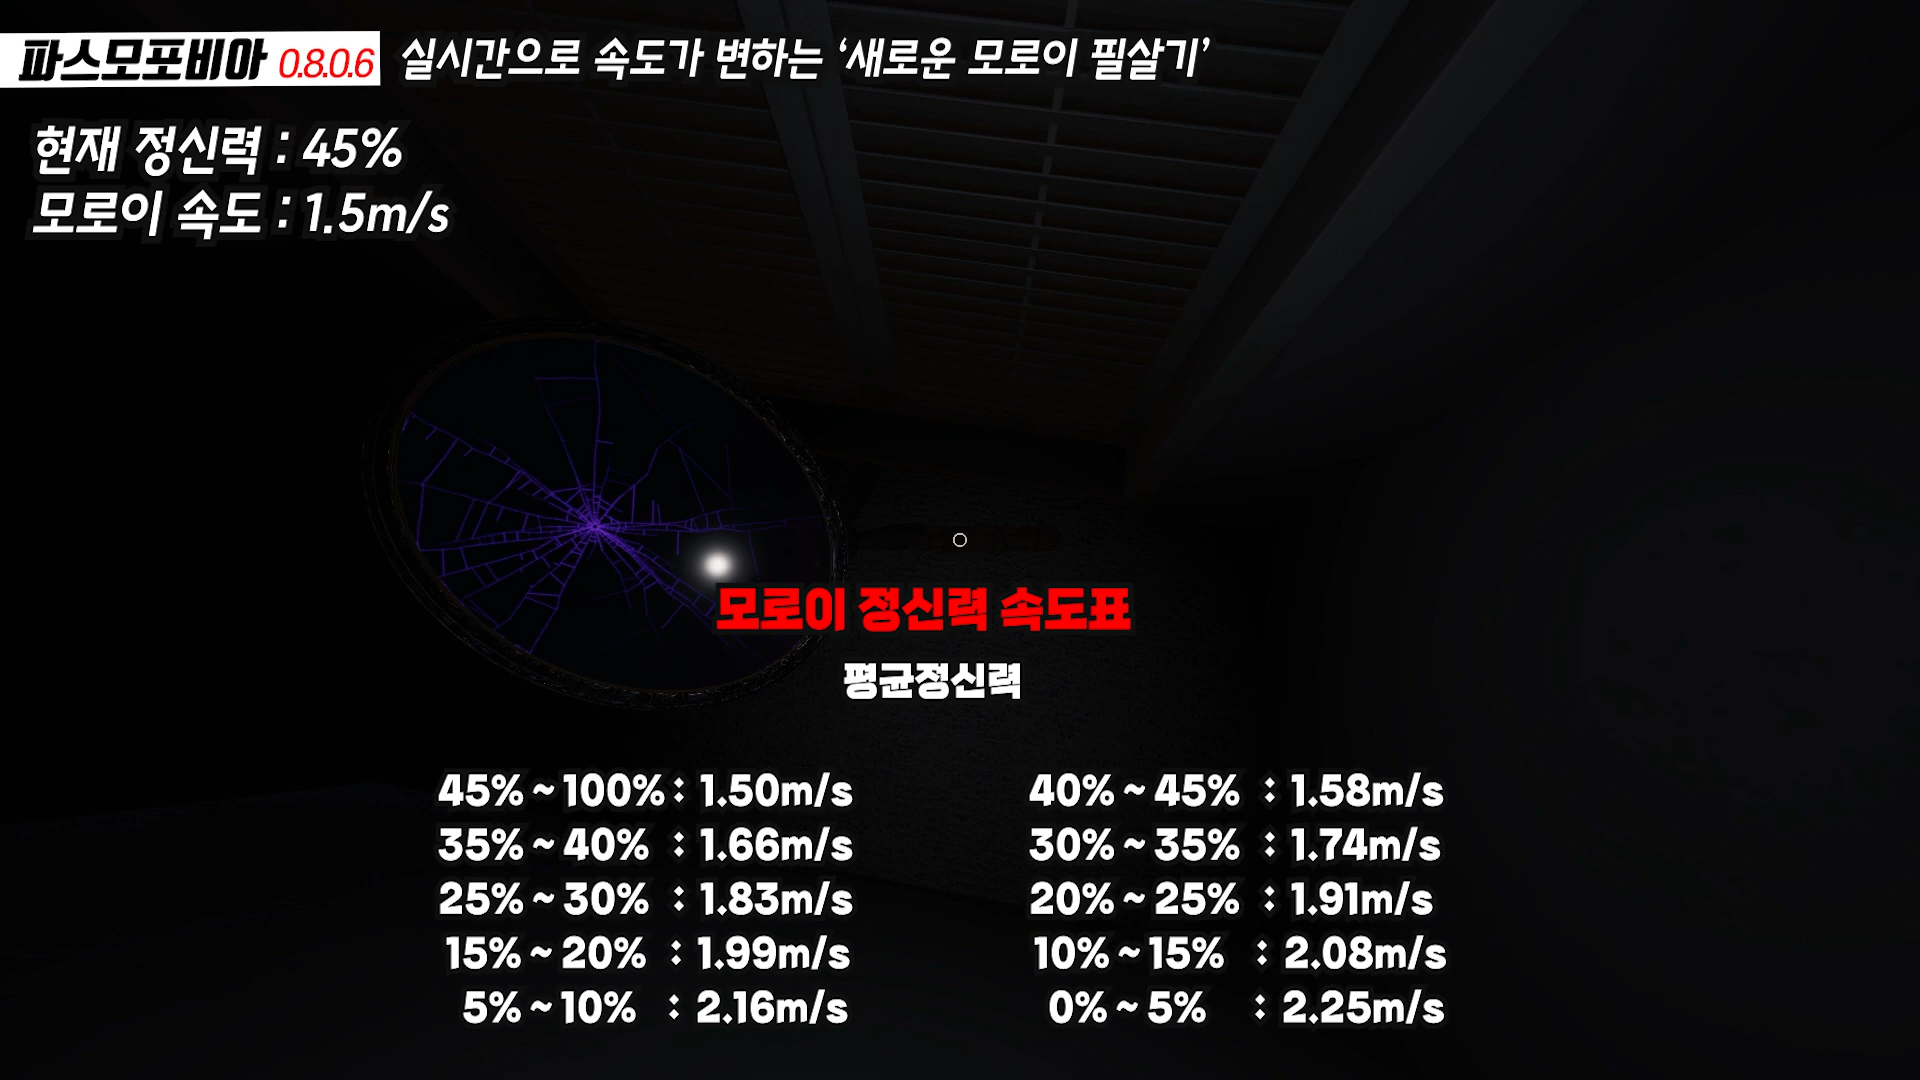 파스모포비아 0.8.0.6 실시간으로 속도가 변하는 ‘새로운 모로이 필살기’
현재 정신력 : 45%
모로이 속도 : 1.5m/s
모로이 정신력 속도표
평균정신력
45% ~ 100% : 1.50m/s 40% ~ 45% : 1.58m/s
35% ~ 40% : 1.66m/s 30% ~ 35% : 1.74m/s
25% ~ 30% : 1.83m/s 20% ~ 25% : 1.91m/s
15% ~ 20% : 1.99m/s 10% ~ 15% : 2.08m/s
5% ~ 10% : 2.16m/s 0% ~ 5% : 2.25m/s